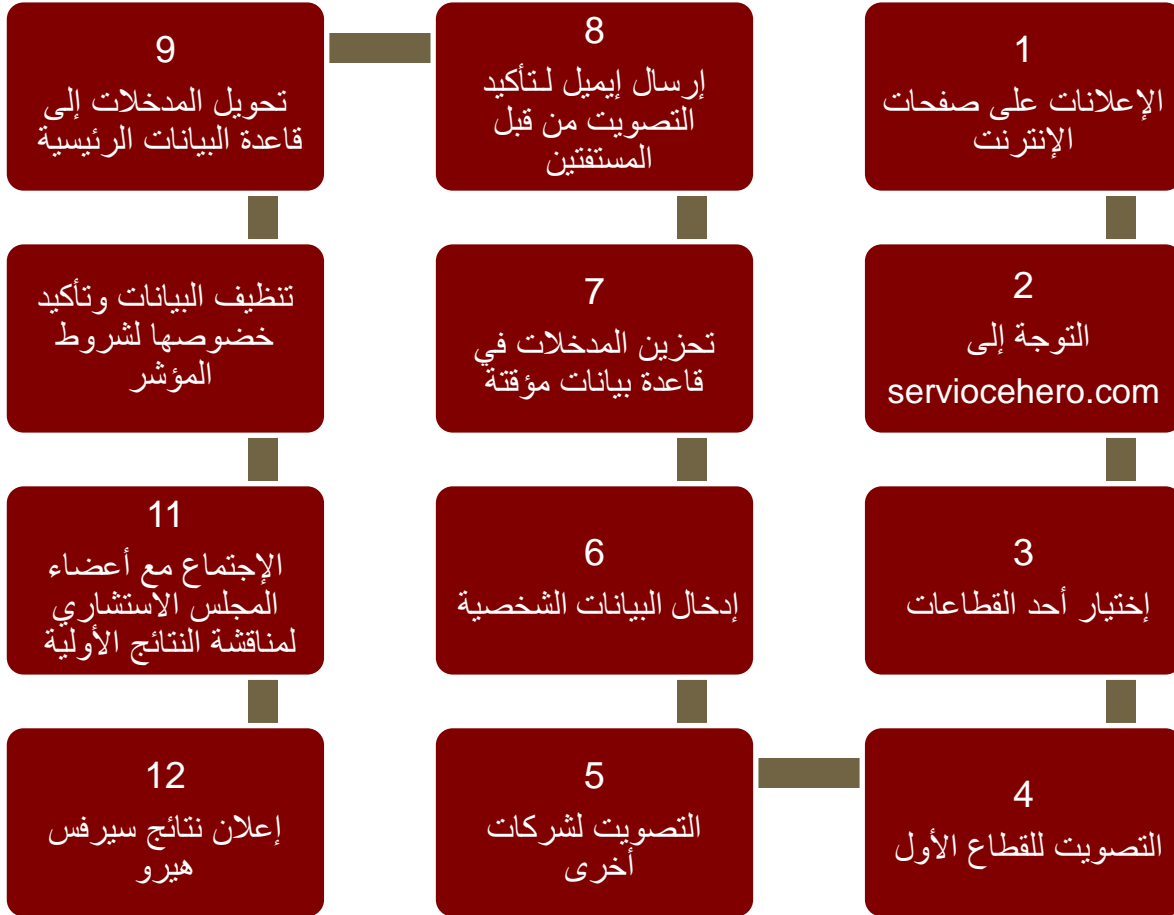 1
الإعلانات على صفحات
الإنترنت
2
التوجة إلى
serviocehero.com
3
إختيار أحد القطاعات
4
التصويت للقطاع الأول
5
التصويت لشركات
أخرى
6
إدخال البيانات الشخصية
7
تحزين المدخلات في
قاعدة بيانات مؤقتة
8
إرسال إيميل لـتأكيد
التصويت من قبل
المستفتين
9
تحويل المدخلات إلى
قاعدة البيانات الرئيسية
تنظيف البيانات وتأكيد
خضوصها لشروط
المؤشر
11
الإجتماع مع أعضاء
المجلس الاستشاري
لمناقشة النتائج الأولية
12
إعلان نتائج سيرفس
هيرو